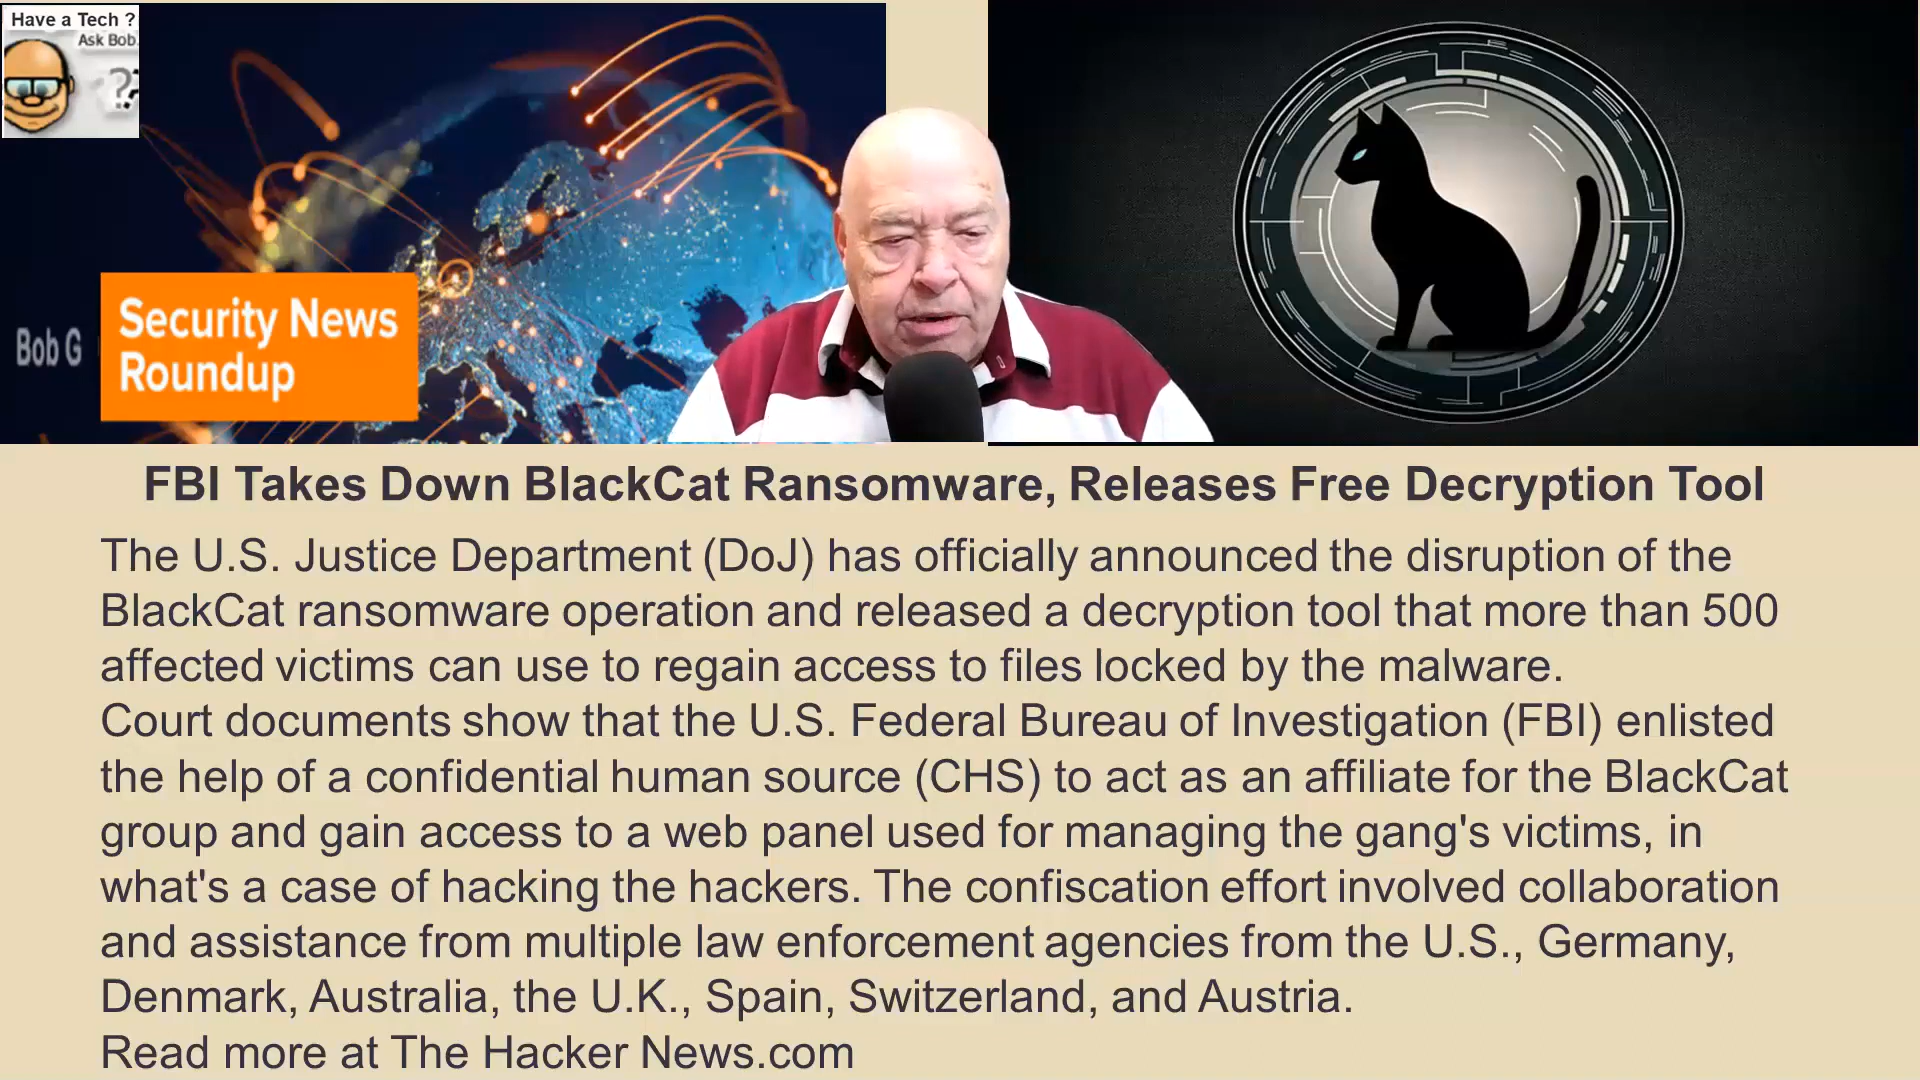 Have a Tech ?
Ask Bob.
??
Bob G
Security News
Roundup
FBI Takes Down BlackCat Ransomware, Releases Free Decryption Tool
The U.S. Justice Department (DoJ) has officially announced the disruption of the
BlackCat ransomware operation and released a decryption tool that more than 500
affected victims can use to regain access to files locked by the malware.
Court documents show that the U.S. Federal Bureau of Investigation (FBI) enlisted
the help of a confidential human source (CHS) to act as an affiliate for the BlackCat
group and gain access to a web panel used for managing the gang's victims, in
what's a case of hacking the hackers. The confiscation effort involved collaboration
and assistance from multiple law enforcement agencies from the U.S., Germany,
Denmark, Australia, the U.K., Spain, Switzerland, and Austria.
Read more at The Hacker News.com